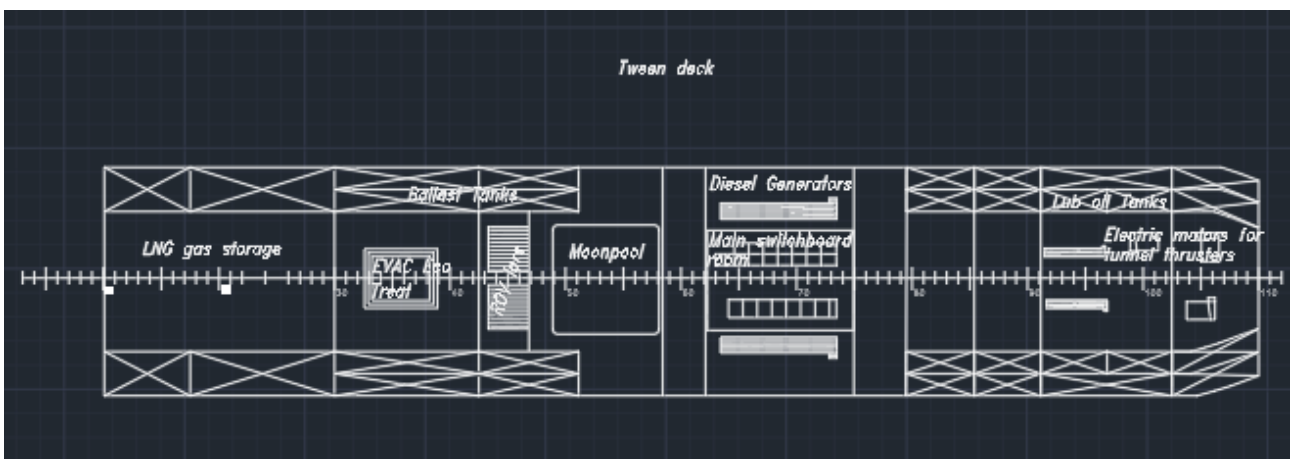 Tween deck
Diesel Generators
Ballast Tanks
Lub oil Tanks
LNG gas storage
Moonpool
Main switchboard
room
Electric motors for
tunnel thrusters
EVAC Eco
Treat
30 40 50 60 70 80 90 100 110